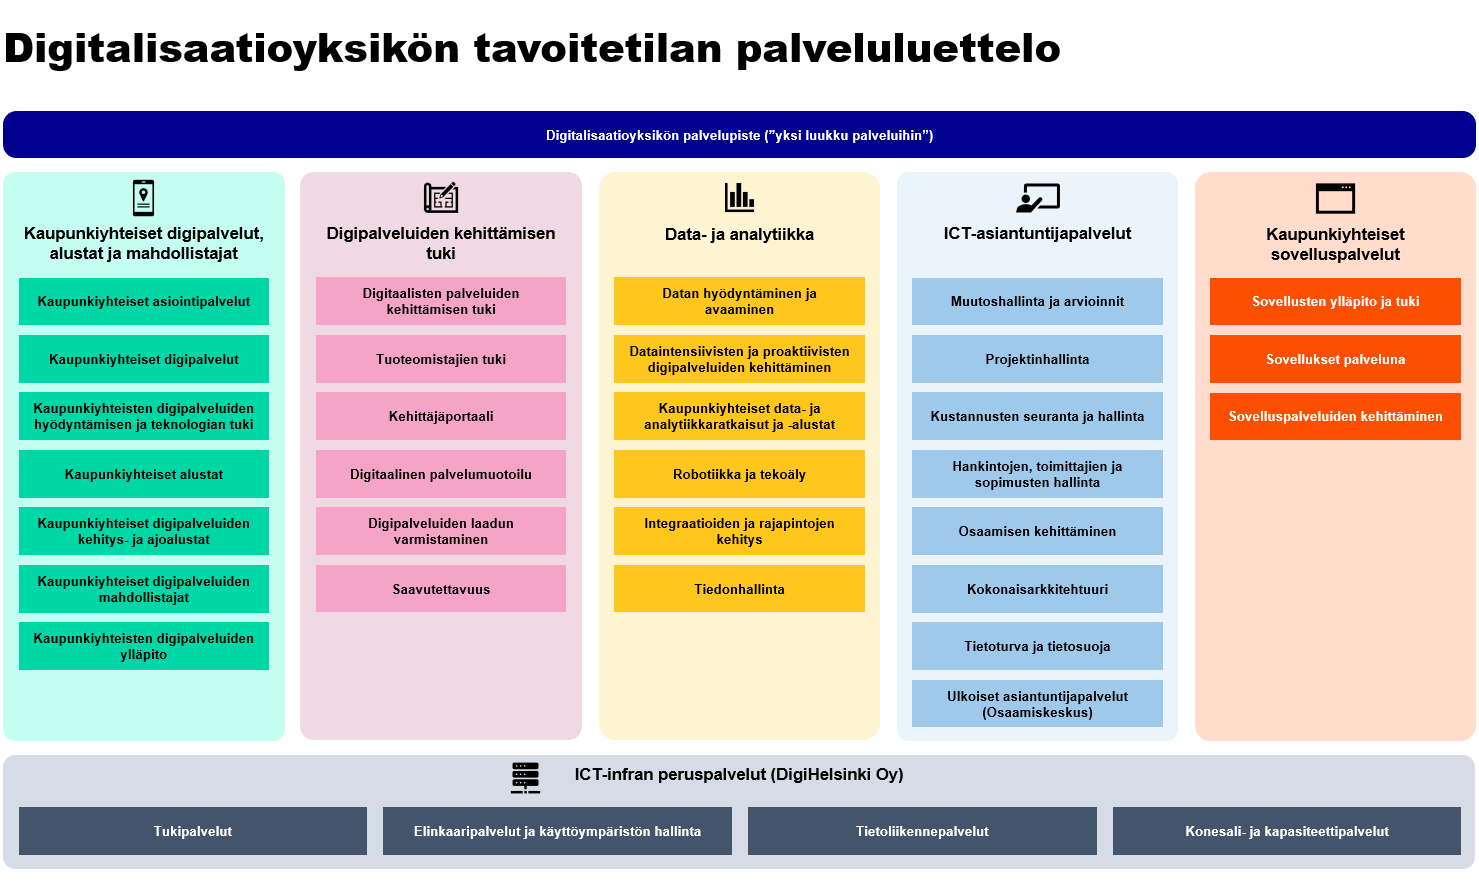 Digitalisaatioyksikön tavoitetilan palveluluettelo
Digitalisaatioyksikön palvelupiste (”yksi luukku palveluihin”)
Kaupunkiyhteiset digipalvelut,
alustat ja mahdollistajat
Kaupunkiyhteiset asiointipalvelut
Kaupunkiyhteiset digipalvelut
Kaupunkiyhteisten digipalveluiden
hyödyntämisen ja teknologian tuki
Kaupunkiyhteiset alustat
Kaupunkiyhteiset digipalveluiden
kehitys- ja ajoalustat
Kaupunkiyhteiset digipalveluiden
mahdollistajat
Kaupunkiyhteisten digipalveluiden
ylläpito
Digipalveluiden kehittämisen
tuki
Digitaalisten palveluiden
kehittämisen tuki
Tuoteomistajien tuki
Kehittäjäportaali
Digitaalinen palvelumuotoilu
Digipalveluiden laadun
varmistaminen
Saavutettavuus
Data- ja analytiikka
Datan hyödyntäminen ja
avaaminen
Dataintensiivisten ja proaktiivisten
digipalveluiden kehittäminen
Kaupunkiyhteiset data- ja
analytiikkaratkaisut ja -alustat
Robotiikka ja tekoäly
Integraatioiden ja rajapintojen
kehitys
Tiedonhallinta
ICT-asiantuntijapalvelut
Muutoshallinta ja arvioinnit
Projektinhallinta
Kustannusten seuranta ja hallinta
Hankintojen, toimittajien ja
sopimusten hallinta
Osaamisen kehittäminen
Kokonaisarkkitehtuuri
Tietoturva ja tietosuoja
Ulkoiset asiantuntijapalvelut
(Osaamiskeskus)
Kaupunkiyhteiset
sovelluspalvelut
Sovellusten ylläpito ja tuki
Sovellukset palveluna
Sovelluspalveluiden kehittäminen
ICT-infran peruspalvelut (DigiHelsinki Oy)
Tukipalvelut
Elinkaaripalvelut ja käyttöympäristön hallinta
Tietoliikennepalvelut
Konesali- ja kapasiteettipalvelut